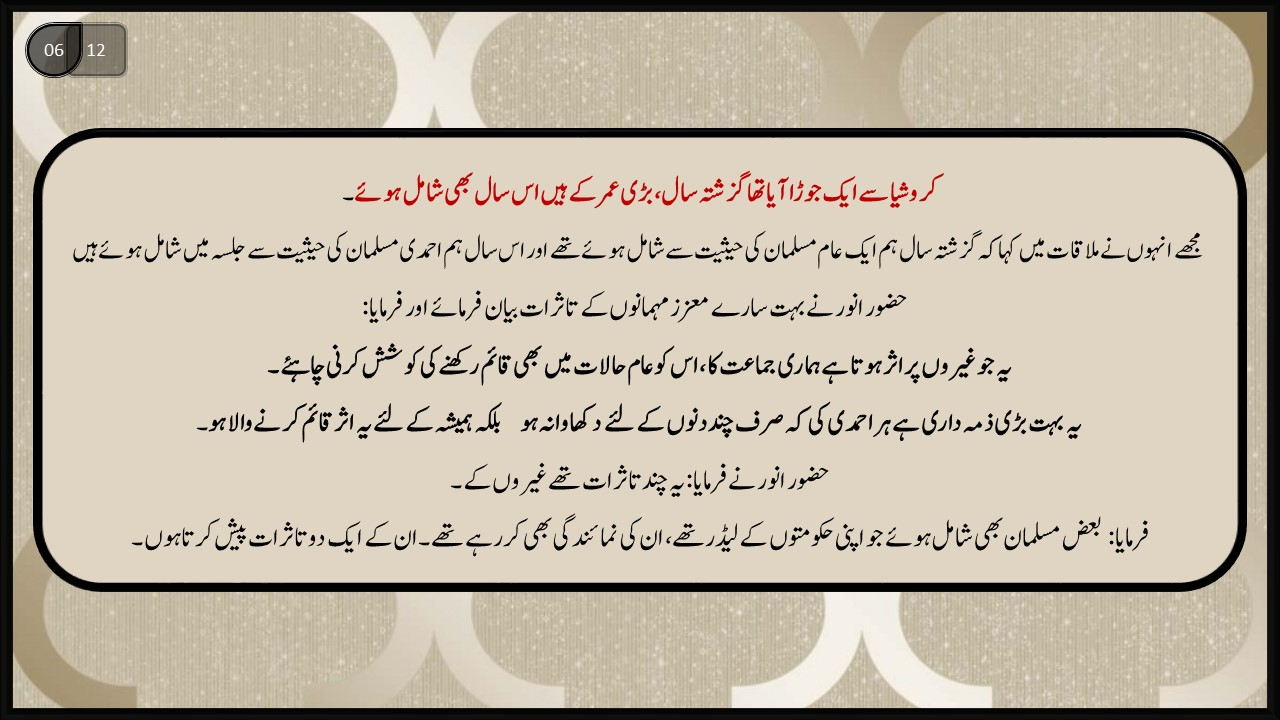 06 12
کروشیا سے ایک جوڑا آیا تھا گزشتہ سال، بڑی عمر کے ہیں اس سال بھی شامل ہوئے۔
مجھے انہوں نے ملاقات میں کہا کہ گزشتہ سال ہم ایک عام مسلمان کی حیثیت سے شامل ہوئے تھے اور اس سال ہم احمدی مسلمان کی حیثیت سے جلسہ میں شامل ہوئے ہیں
حضور انور نے بہت سارے معزز مہمانوں کے تاثرات بیان فرمائے اور فرمایا:
یہ جو غیروں پر اثر ہوتا ہے ہماری جماعت کا، اس کو عام حالات میں بھی قائم رکھنے کی کوشش کرنی چاہئے۔
یہ بہت بڑی ذمہ داری ہے ہر احمدی کی کہ صرف چند دنوں کے لئے دکھاوا نہ ہو بلکہ ہمیشہ کے لئے یہ اثر قائم کرنے والا ہو۔
حضور انور نے فرمایا: یہ چند تاثرات تھے غیروں کے۔
فرمایا: بعض مسلمان بھی شامل ہوئے جو اپنی حکومتوں کے لیڈر تھے، ان کی نمائندگی بھی کر رہے تھے۔ ان کے ایک دو تاثرات پیش کرتا ہوں۔